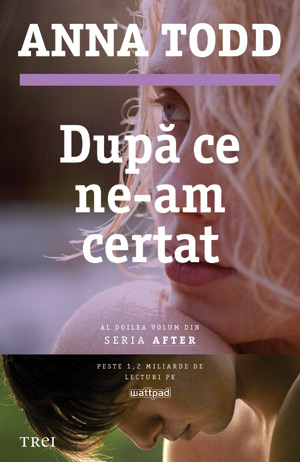 ANNA TODD
După ce
ne-am
certat
AL DOILEA VOLUM DIN
SERIA AFTER
PESTE 1,2 MILIARDE DE
LECTURI PE
wattpad
TREI